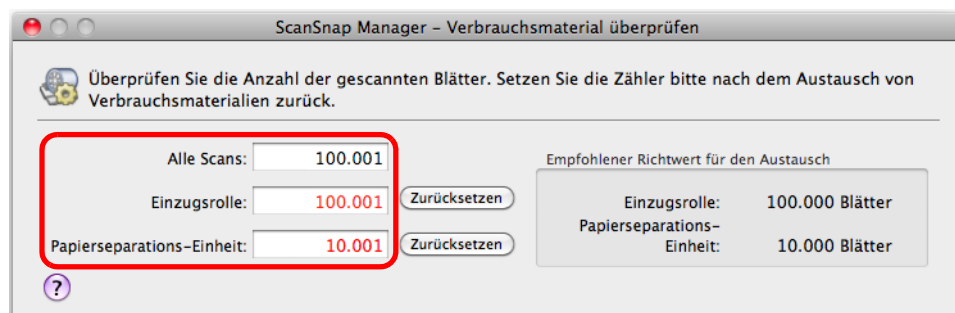 ScanSnap Manager – Verbrauchsmaterial überprüfen
Überprüfen Sie die Anzahl der gescannten Blätter. Setzen Sie die Zähler bitte nach dem Austausch von
Verbrauchsmaterialien zurück.
Alle Scans: 100.001
Einzugsrolle: 100.001 Zurücksetzen
Papierseparations-Einheit: 10.001 Zurücksetzen
?
Empfohlener Richtwert für den Austausch
Einzugsrolle: 100.000 Blätter
Papierseparations-
Einheit: 10.000 Blätter